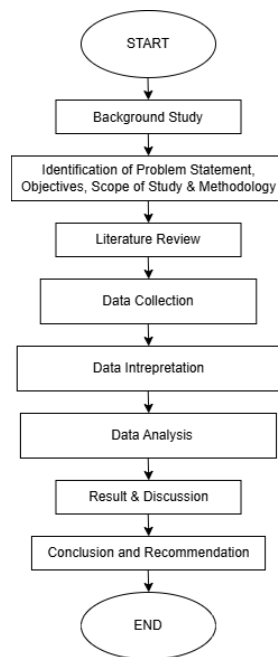 START
Background Study
Identification of Problem Statement,
Objectives, Scope of Study & Methodology
Literature Review
Data Collection
Data Intrepretation
Data Analysis
Result & Discussion
Conclusion and Recommendation
END